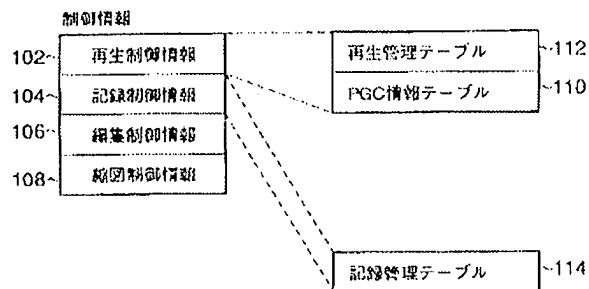 制御情報
102 再生制御情報
104 記録制御情報
106 編集制御情報
108 縮図制御情報
再生管理テーブル 112
PGC情報テーブル 110
記録管理テーブル 114